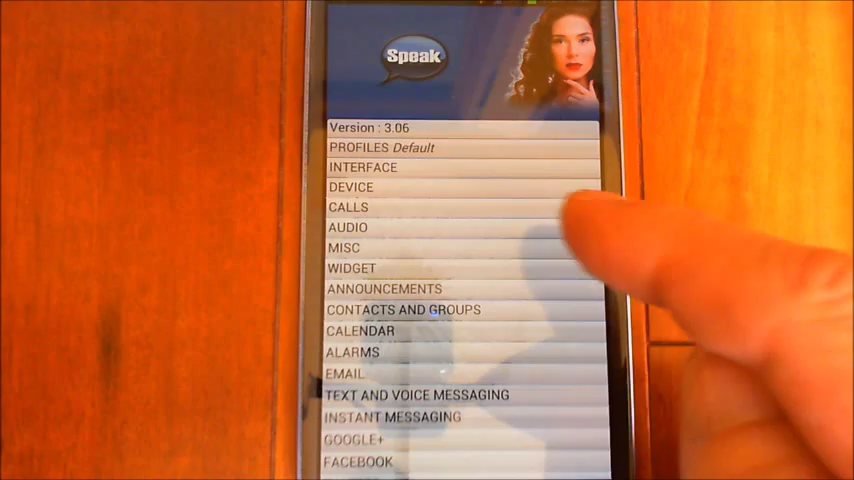 Speak
Version : 3.06
PROFILES Default
INTERFACE
DEVICE
CALLS
AUDIO
MISC
WIDGET
ANNOUNCEMENTS
CONTACTS AND GROUPS
CALENDAR
ALARMS
EMAIL
TEXT AND VOICE MESSAGING
INSTANT MESSAGING
GOOGLE+
FACEBOOK